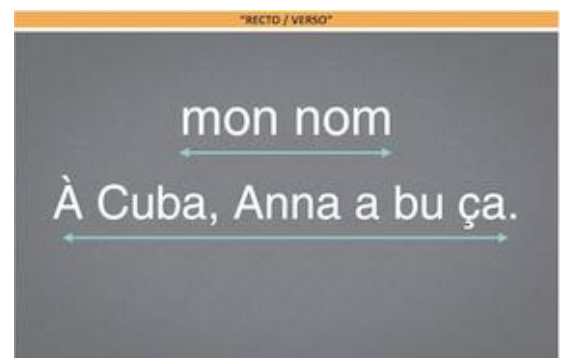 "RECTO / VERSO"
mon nom
À Cuba, Anna a bu ça.